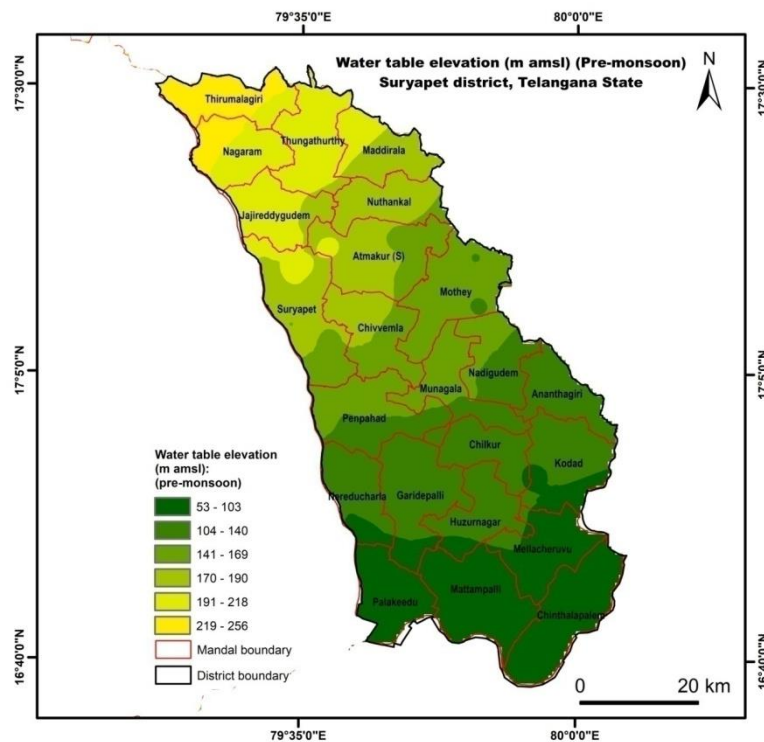 79°35'0"E
80°0'0"E
Water table elevation (m amsl) (Pre-monsoon)
Suryapet district, Telangana State
N
17°30'0"N
17°30'0"N
Thirumalagiri
Thungathurthy
Nagaram
Maddirala
Nuthankal
Jajireddygudem
Atmakur (S)
Mothey
Suryapet
Chivvemla
17°5'0"N
17°5'0"N
Nadigudem
Munagala
Ananthagiri
Penpahad
Chilkur
Kodad
Water table elevation
(m amsl):
(pre-monsoon)
53 - 103
104 - 140
141 - 169
170 - 190
191 - 218
219 - 256
Mandal boundary
District boundary
Nereducharla
Garidepalli
Huzurnagar
Mellacheruvu
Mattampalli
Palakeedu
Chinthalapalem
16°40'0"N
16°40'0"N
0
20 km
79°35'0"E
80°0'0"E